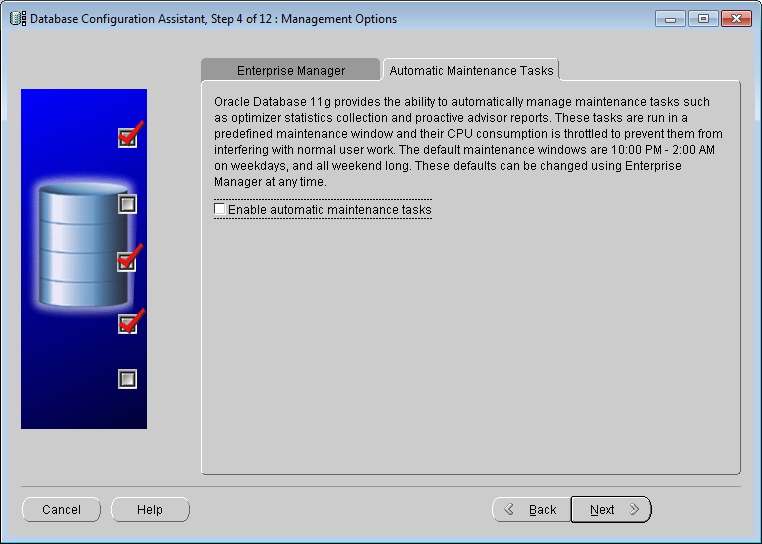 Database Configuration Assistant, Step 4 of 12 : Management Options
Enterprise Manager
Automatic Maintenance Tasks
Oracle Database 11g provides the ability to automatically manage maintenance tasks such
as optimizer statistics collection and proactive advisor reports. These tasks are run in a
predefined maintenance window and their CPU consumption is throttled to prevent them from
interfering with normal user work. The default maintenance windows are 10:00 PM - 2:00 AM
on weekdays, and all weekend long. These defaults can be changed using Enterprise
Manager at any time.
Enable automatic maintenance tasks
Cancel
Help
Back
Next